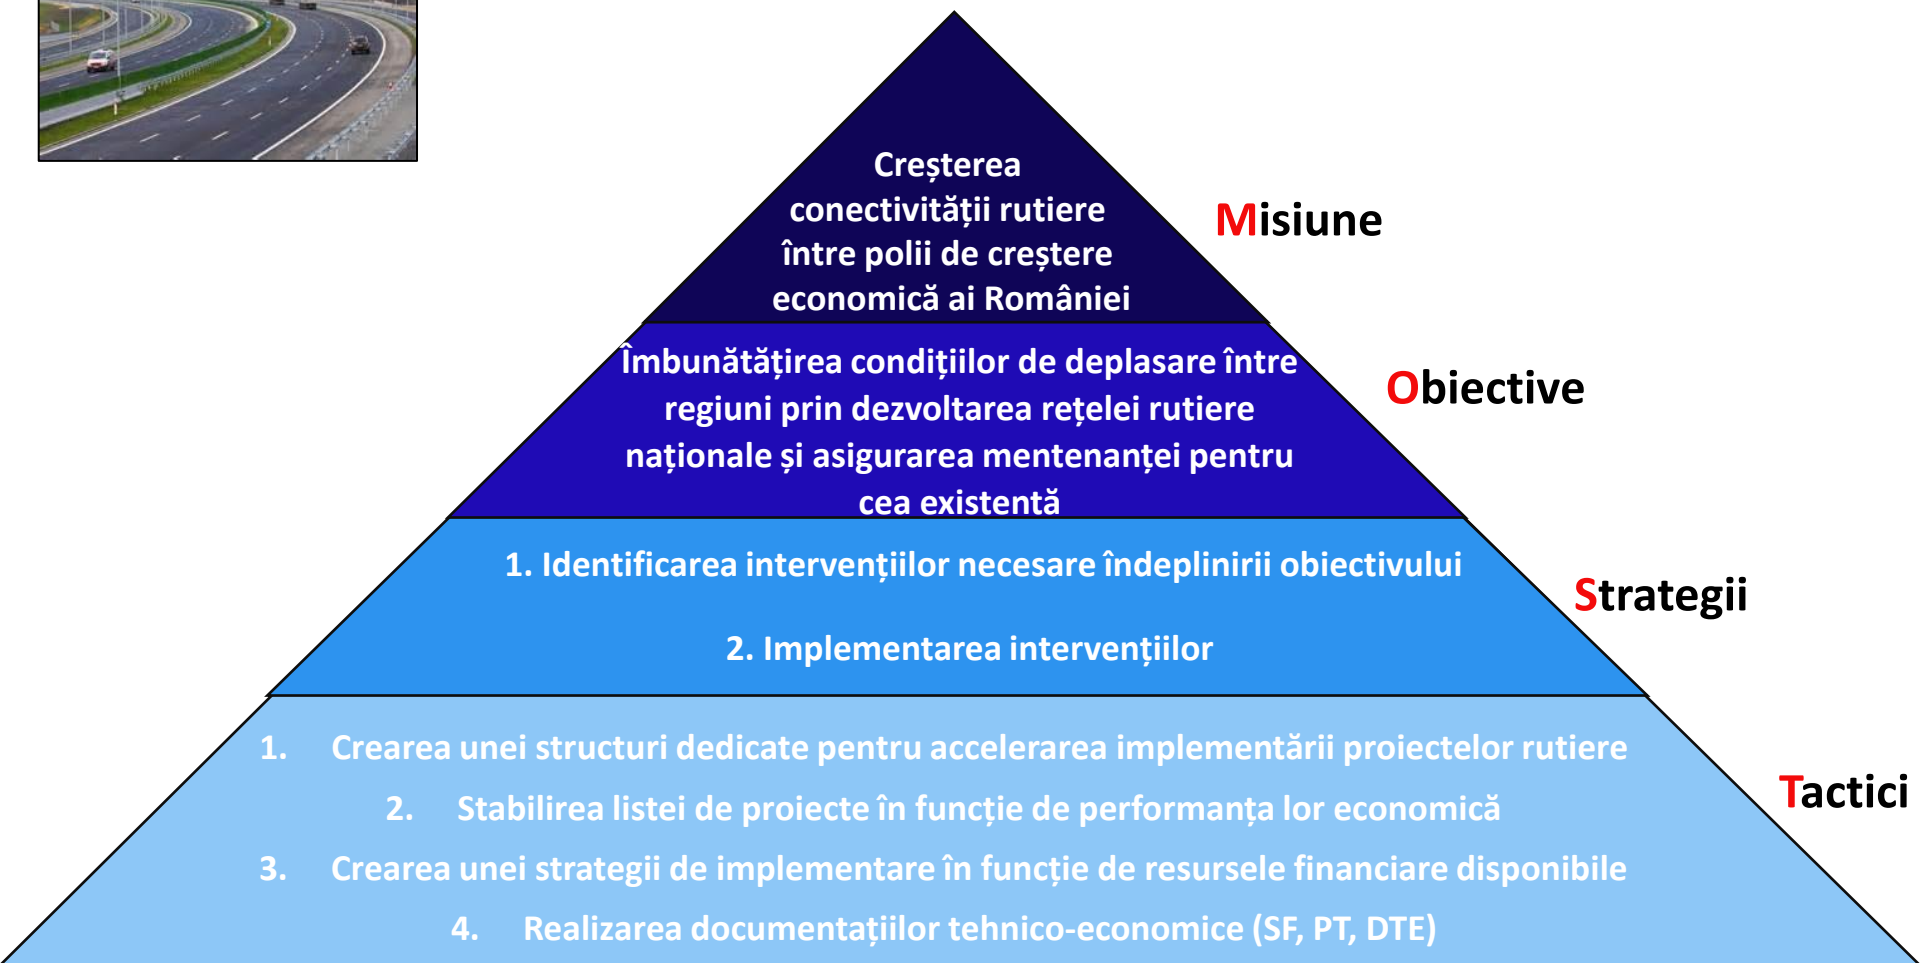 Creșterea
conectivității rutiere
între polii de creștere
economică ai României
Misiune
Îmbunătățirea condițiilor de deplasare între
regiuni prin dezvoltarea rețelei rutiere
naționale și asigurarea mentenanței pentru
cea existentă
Obiective
1. Identificarea intervențiilor necesare îndeplinirii obiectivului
2. Implementarea intervențiilor
Strategii
1. Crearea unei structuri dedicate pentru accelerarea implementării proiectelor rutiere
2. Stabilirea listei de proiecte în funcție de performanța lor economică
3. Crearea unei strategii de implementare în funcție de resursele financiare disponibile
4. Realizarea documentațiilor tehnico-economice (SF, PT, DTE)
Tactici